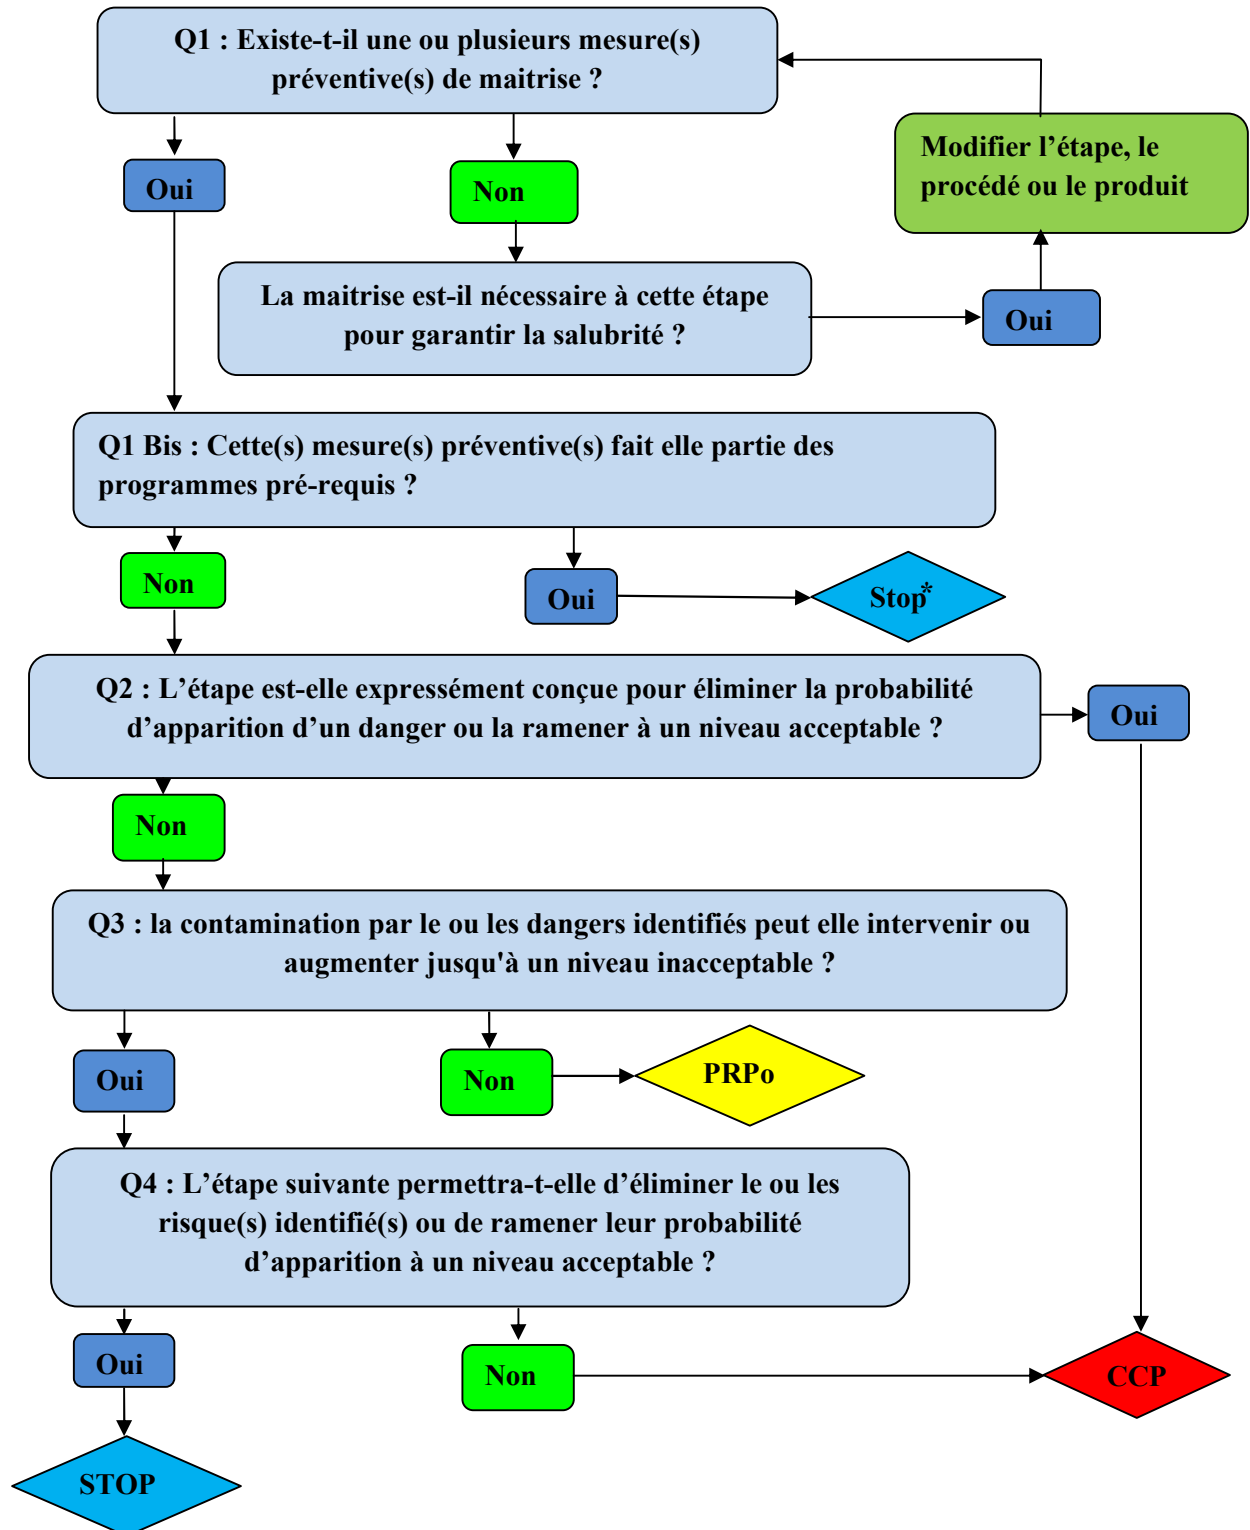 Q1 : Existe-t-il une ou plusieurs mesure(s)
préventive(s) de maitrise ?
Modifier l’étape, le
procédé ou le produit
Oui
Non
La maitrise est-il nécessaire à cette étape
pour garantir la salubrité ?
Oui
Q1 Bis : Cette(s) mesure(s) préventive(s) fait elle partie des
programmes pré-requis ?
Non
Oui
Stop*
Q2 : L’étape est-elle expressément conçue pour éliminer la probabilité
d’apparition d’un danger ou la ramener à un niveau acceptable ?
Oui
Non
Q3 : la contamination par le ou les dangers identifiés peut elle intervenir ou
augmenter jusqu'à un niveau inacceptable ?
Oui
Non
PRPo
Q4 : L’étape suivante permettra-t-elle d’éliminer le ou les
risque(s) identifié(s) ou de ramener leur probabilité
d’apparition à un niveau acceptable ?
Oui
Non
CCP
STOP